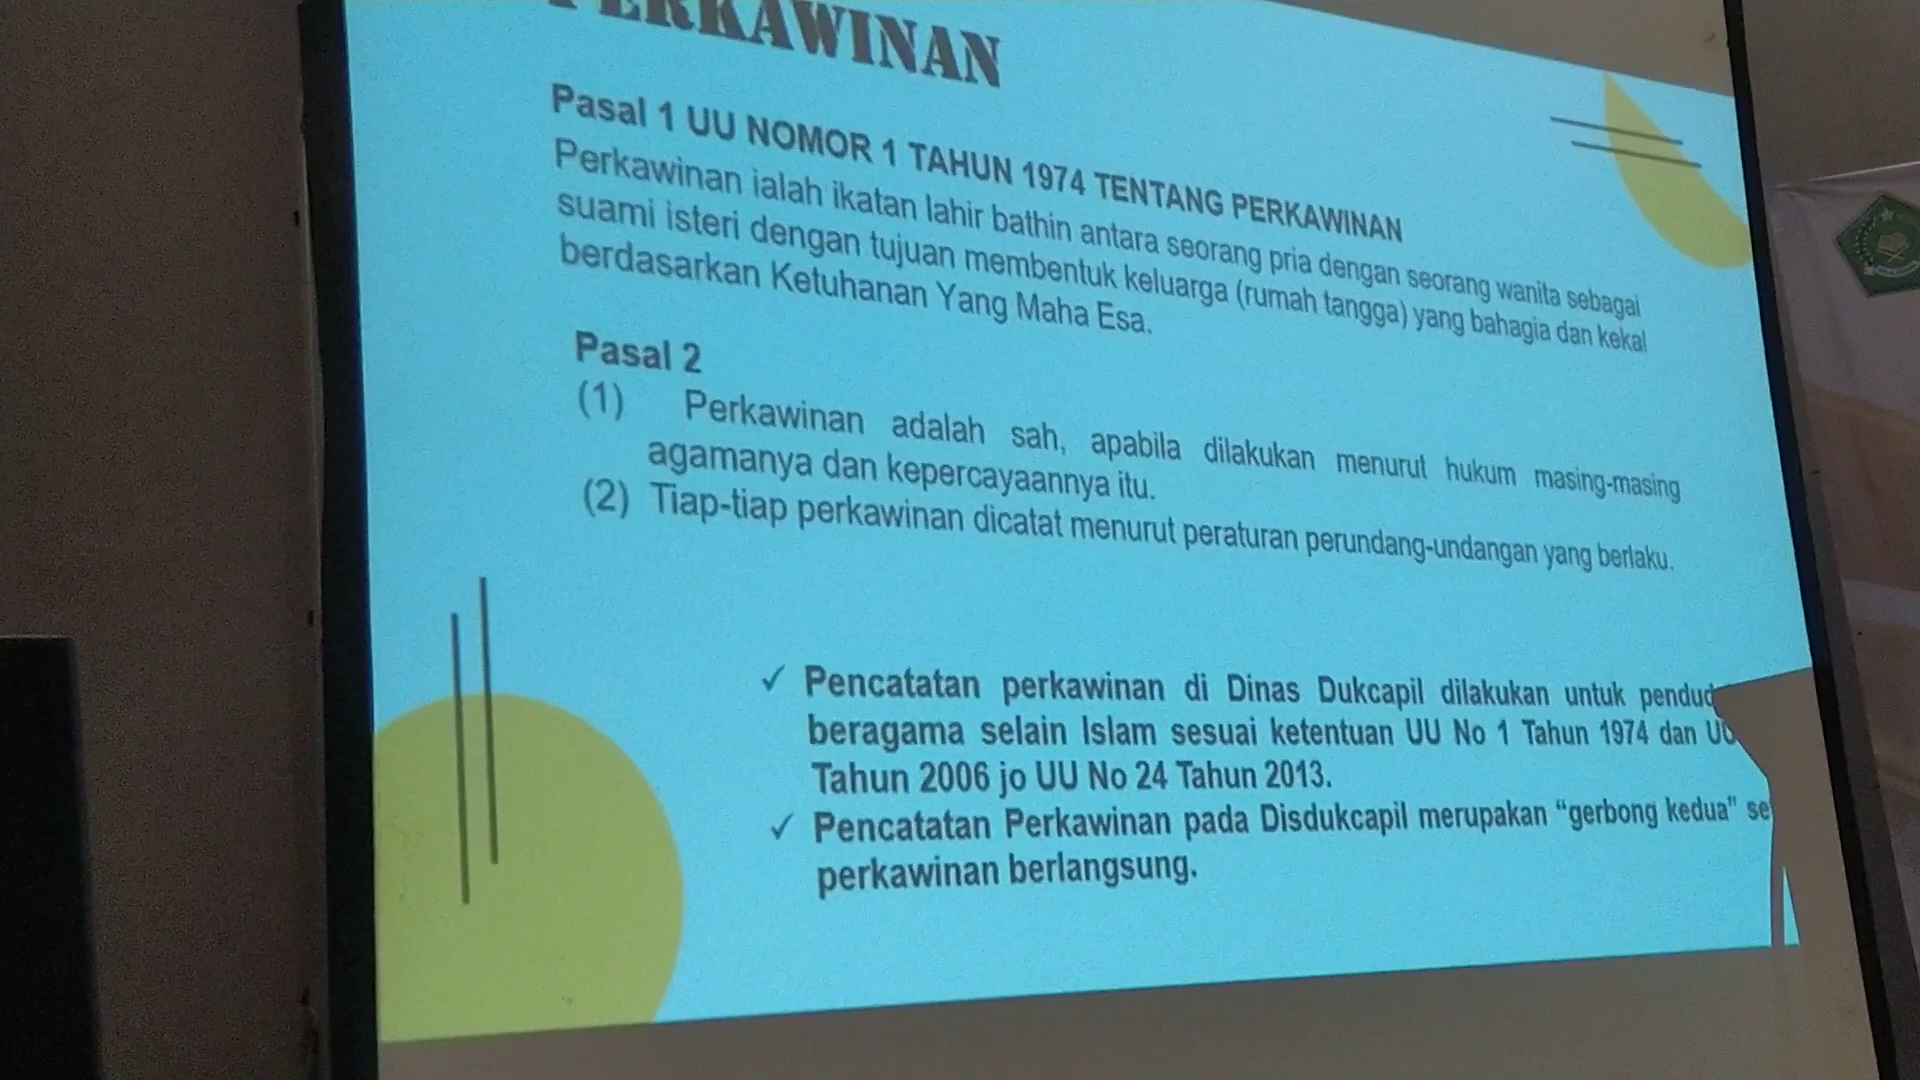 PERKAWINAN
Pasal 1 UU NOMOR 1 TAHUN 1974 TENTANG PERKAWINAN
Perkawinan ialah ikatan lahir bathin antara seorang pria dengan seorang wanita sebagai
suami isteri dengan tujuan membentuk keluarga (rumah tangga) yang bahagia dan kekal
berdasarkan Ketuhanan Yang Maha Esa.
Pasal 2
(1) Perkawinan adalah sah, apabila dilakukan menurut hukum masing-masing
agamanya dan kepercayaannya itu.
(2) Tiap-tiap perkawinan dicatat menurut peraturan perundang-undangan yang berlaku.
✓ Pencatatan perkawinan di Dinas Dukcapil dilakukan untuk
beragama selain Islam sesuai ketentuan UU No 1 Tahun 1974 dan
Tahun 2006 jo UU No 24 Tahun 2013.
✓ Pencatatan Perkawinan pada Disdukcapil merupakan “gerbong kedua”
perkawinan berlangsung.